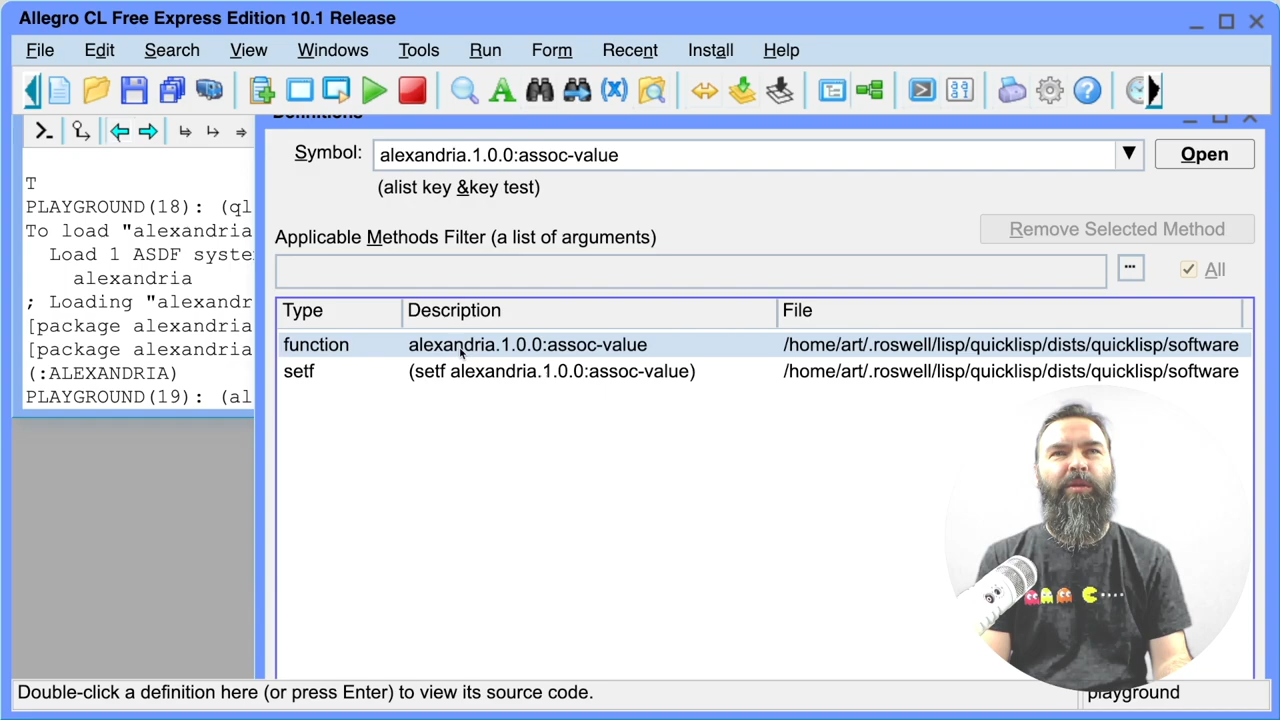 Allegro CL Free Express Edition 10.1 Release
File Edit Search View Windows Tools Run Form Recent Install Help
Definitions
Symbol: alexandria.1.0.0:assoc-value Open
(alist key &key test)
Applicable Methods Filter (a list of arguments) Remove Selected Method
... All
Type Description File
function alexandria.1.0.0:assoc-value /home/art/.roswell/lisp/quicklisp/dists/quicklisp/software
setf (setf alexandria.1.0.0:assoc-value) /home/art/.roswell/lisp/quicklisp/dists/quicklisp/software
T
PLAYGROUND(18): (ql
To load "alexandria
Load 1 ASDF syste
alexandria
; Loading "alexandr
[package alexandria
[package alexandria
(:ALEXANDRIA)
PLAYGROUND(19): (al
Double-click a definition here (or press Enter) to view its source code. playground